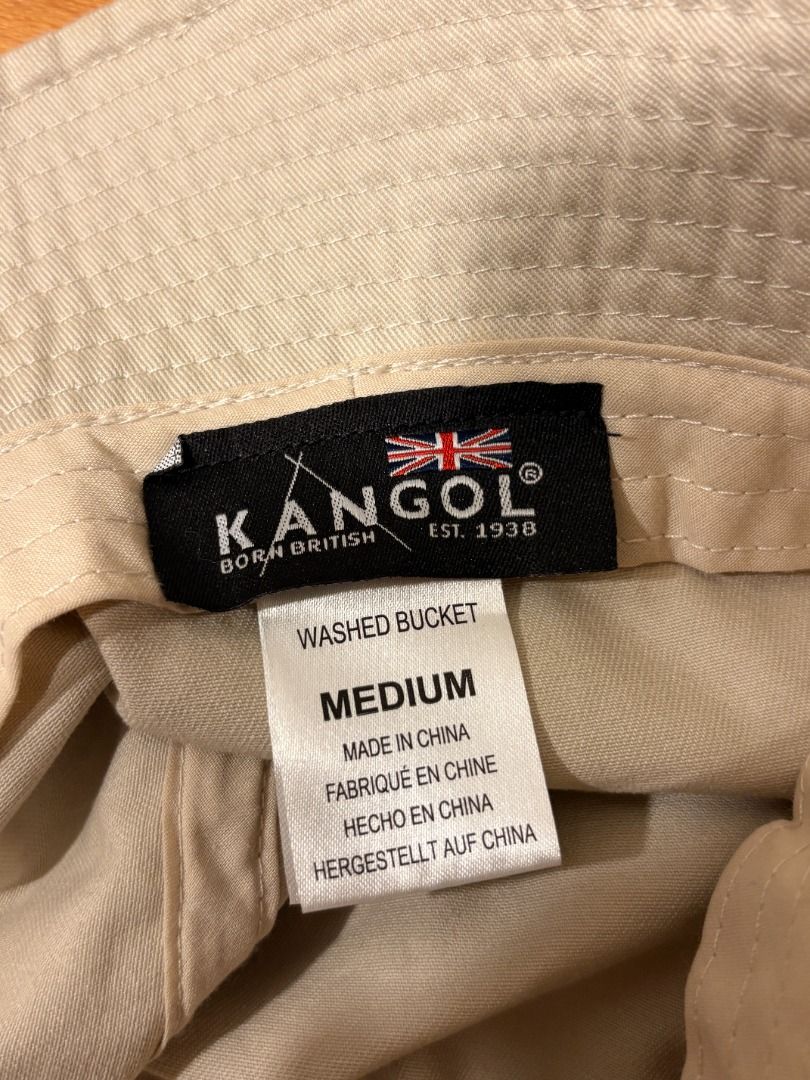 KANGOL®
BORN BRITISH EST. 1938
WASHED BUCKET
MEDIUM
MADE IN CHINA
FABRIQUÉ EN CHINE
HECHO EN CHINA
HERGESTELLT AUF CHINA